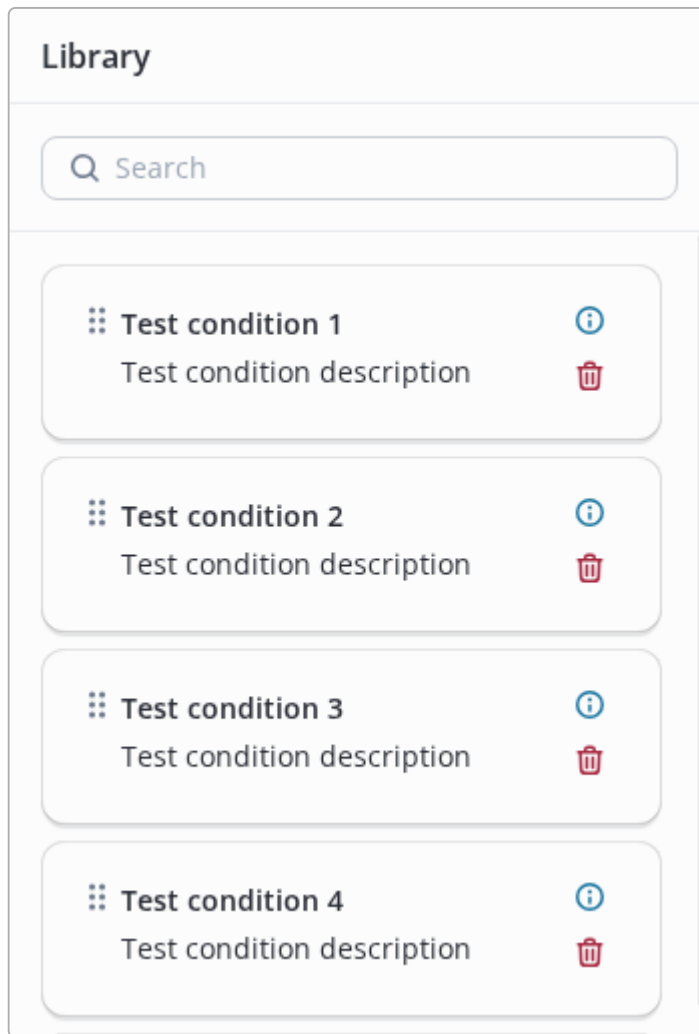 Library
Search
Test condition 1
Test condition description
Test condition 2
Test condition description
Test condition 3
Test condition description
Test condition 4
Test condition description